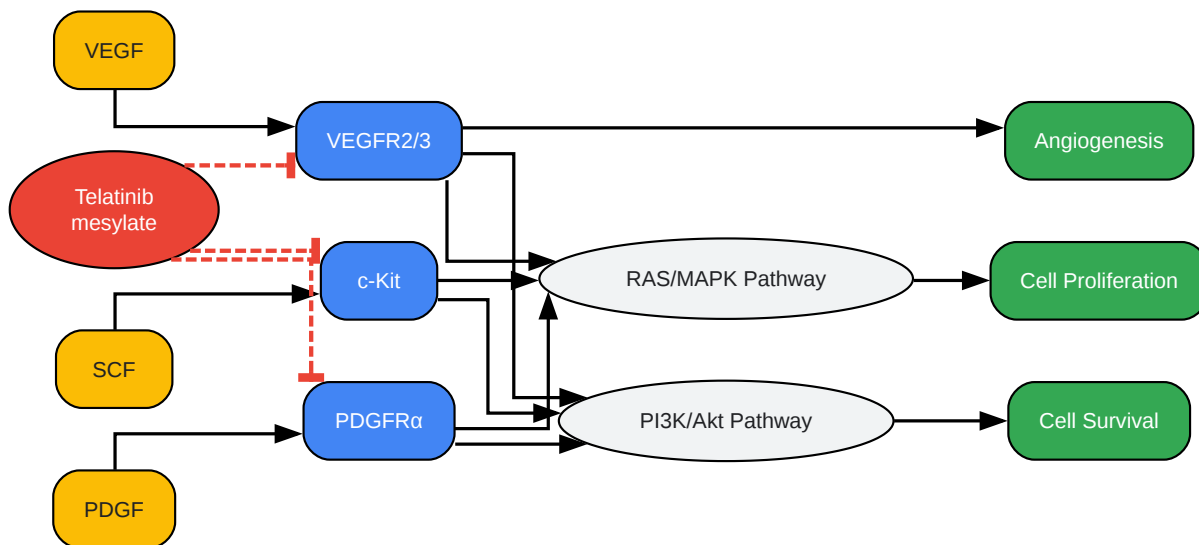 VEGF
VEGFR2/3
Angiogenesis
Telatinib
mesylate
c-Kit
RAS/MAPK Pathway
Cell Proliferation
SCF
PDGFRα
PI3K/Akt Pathway
Cell Survival
PDGF